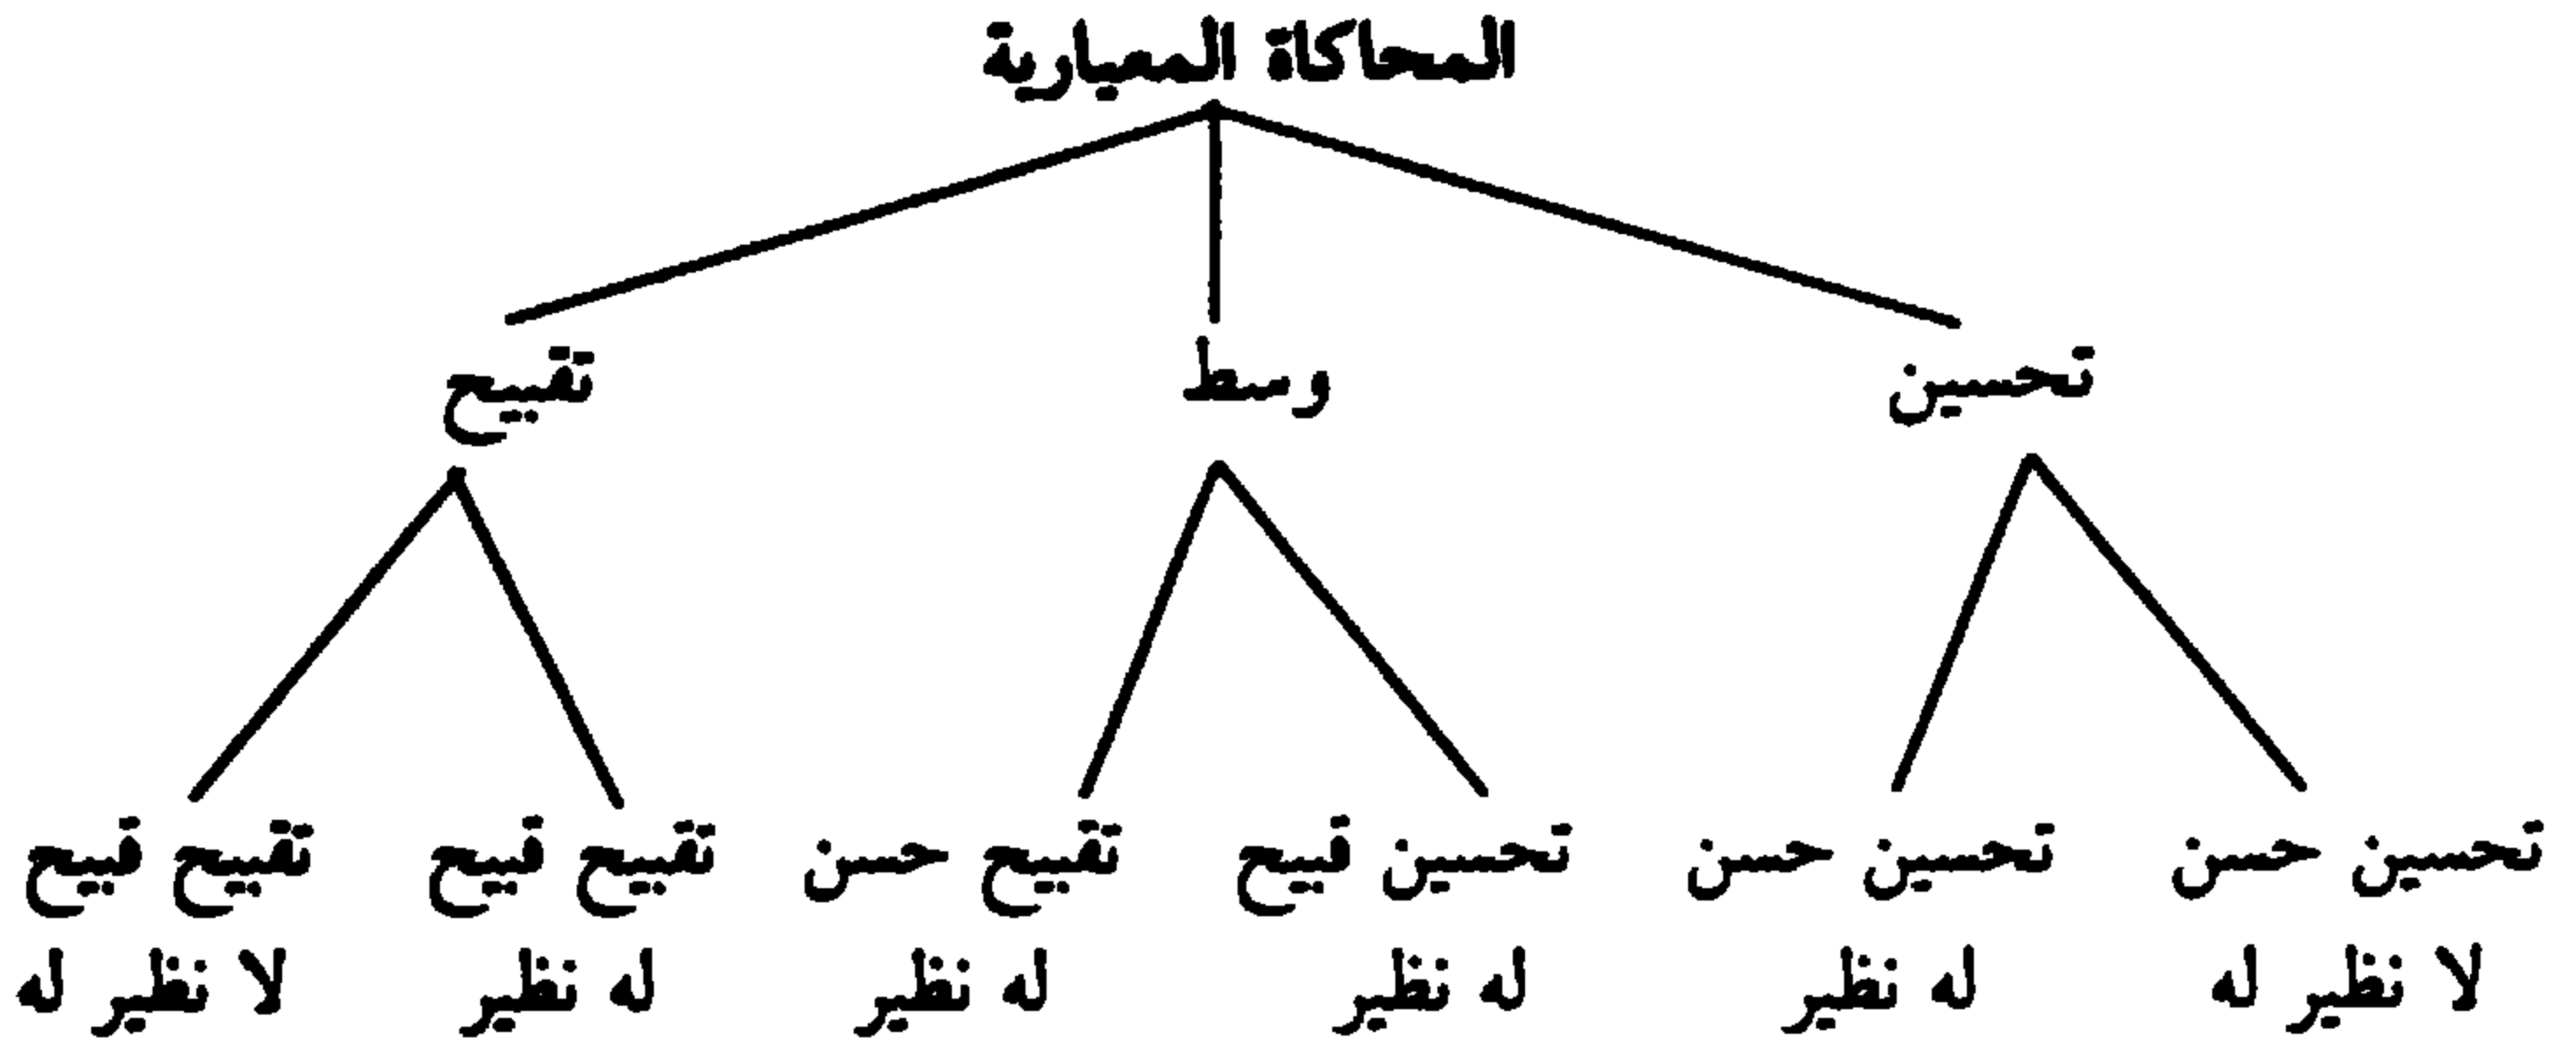 المحاكاة المعيارية
تحسين وسط تقبيح
تحسين حسن تحسين حسن تحسين قبيح تقبيح حسن تقبيح قبيح تقبيح قبيح
لا نظير له له نظير له نظير له نظير له نظير لا نظير له